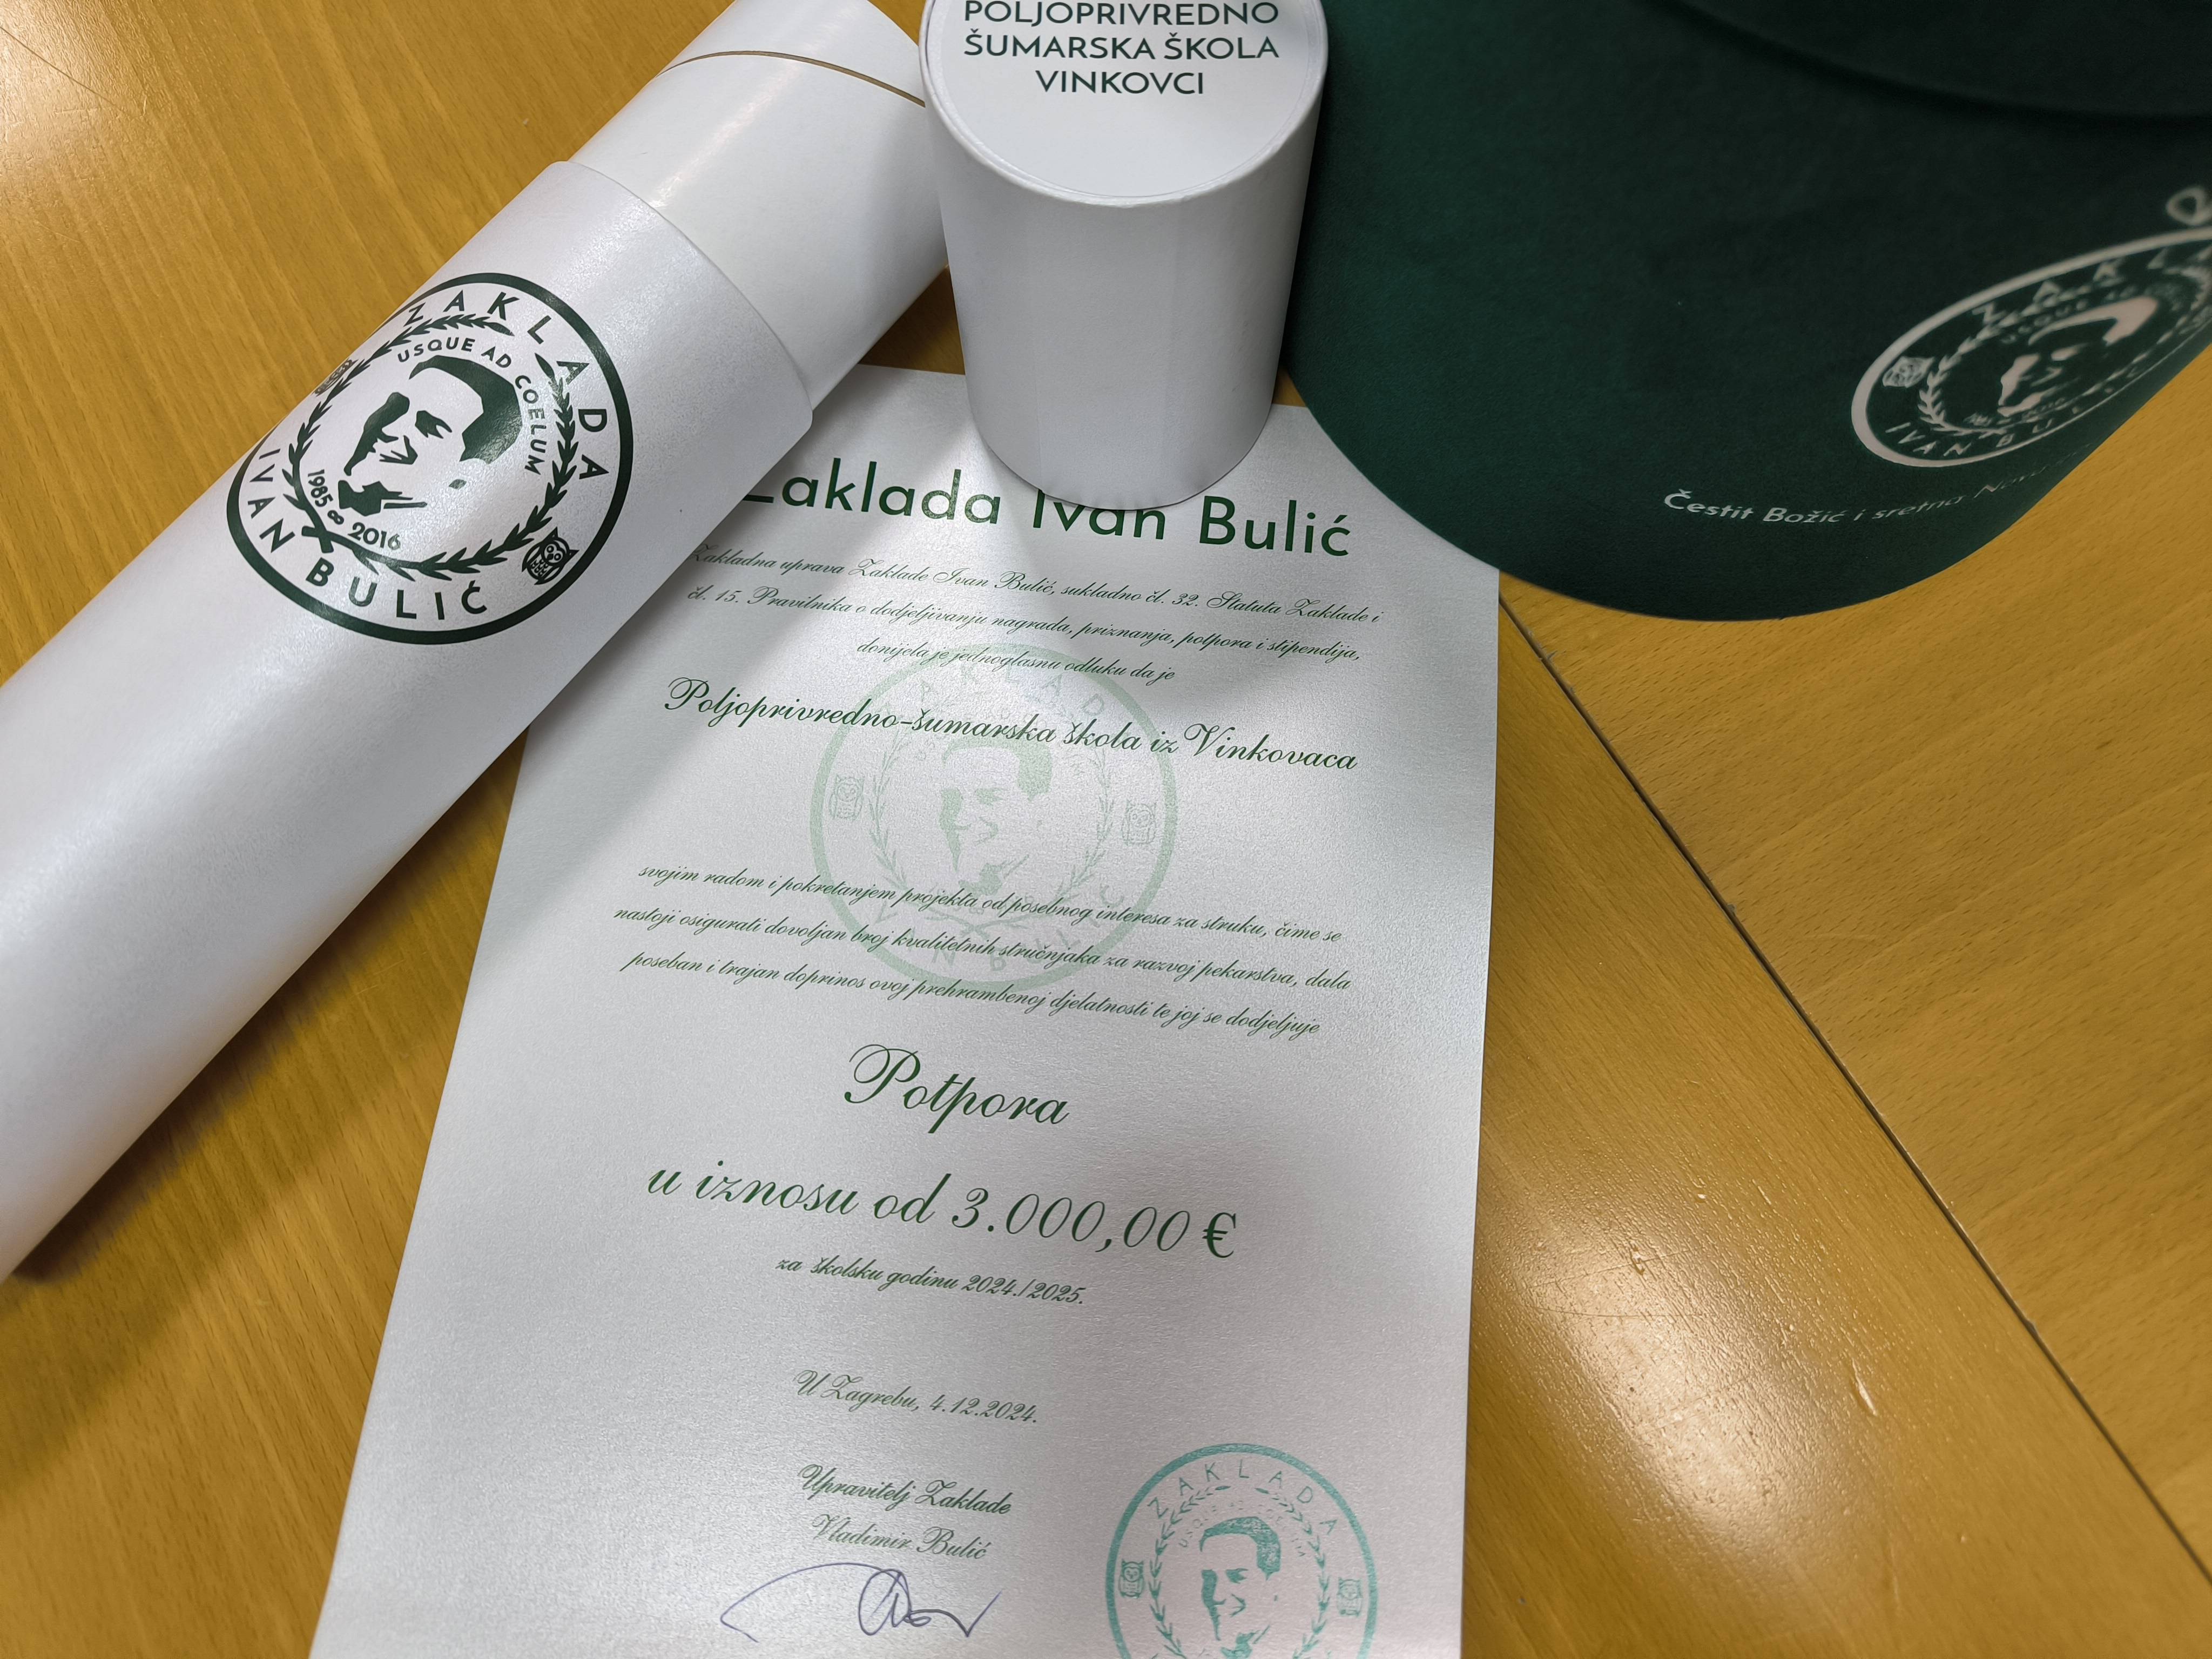 POLJOPRIVREDNO
ŠUMARSKA ŠKOLA
VINKOVCI
ZAKLADA
USQUE AD COELUM
1985 ∞ 2016
IVAN BULIĆ
ZAKLADA
IVAN BU
Čestit Božić i sretna
Zaklada Ivan Bulić
Zakladna uprava Zaklade Ivan Bulić, sukladno čl. 32. Statuta Zaklade i
čl. 15. Pravilnika o dodjeljivanju nagrada, priznanja, potpora i stipendija,
donijela je jednoglasnu odluku da je
Poljoprivredno-šumarska škola iz Vinkovaca
svojim radom i pokretanjem projekta od posebnog interesa za struku, čime se
nastoji osigurati dovoljan broj kvalitetnih stručnjaka za razvoj pekarstva, dala
poseban i trajan doprinos ovoj prehrambenoj djelatnosti te joj se dodjeljuje
Potpora
u iznosu od 3.000,00 €
za školsku godinu 2024./2025.
U Zagrebu, 4.12.2024.
Upravitelj Zaklade
Vladimir Bulić
ZAKLADA